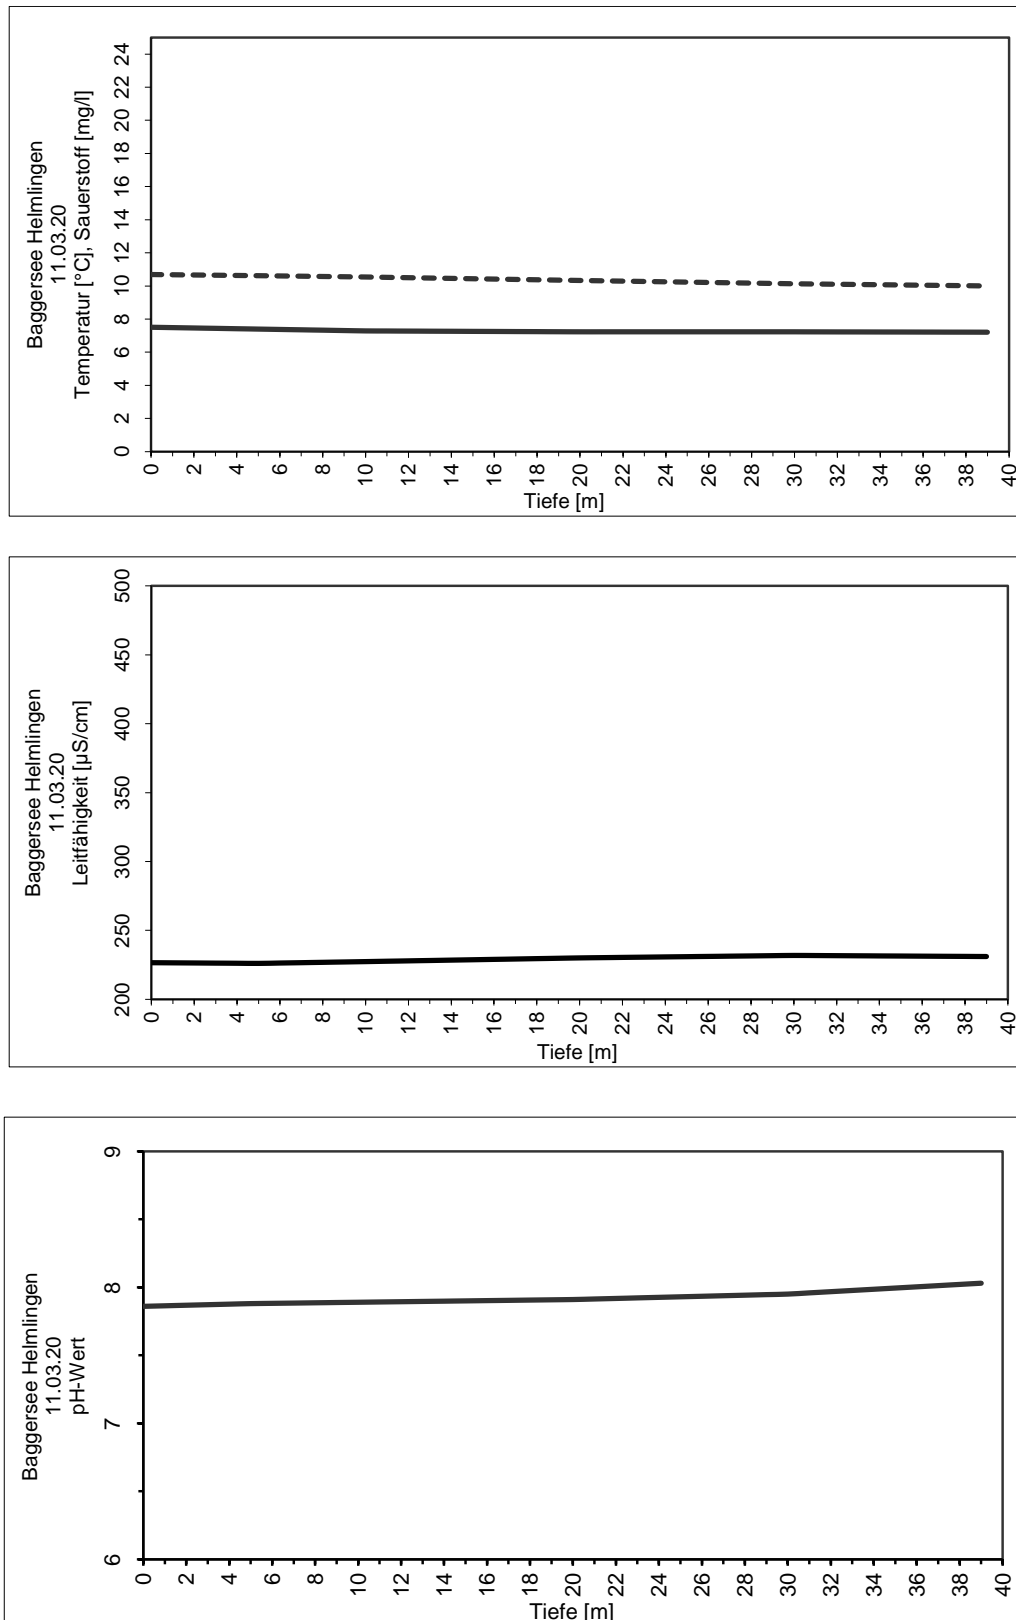 Baggersee Helmlingen
11.03.20
Temperatur [°C], Sauerstoff [mg/l]
24
22
20
18
16
14
12
10
8
6
4
2
0
0 2 4 6 8 10 12 14 16 18 20 22 24 26 28 30 32 34 36 38 40
Tiefe [m]
Baggersee Helmlingen
11.03.20
Leitfähigkeit [µS/cm]
500
450
400
350
300
250
200
0 2 4 6 8 10 12 14 16 18 20 22 24 26 28 30 32 34 36 38 40
Tiefe [m]
Baggersee Helmlingen
11.03.20
pH-Wert
9
8
7
6
0 2 4 6 8 10 12 14 16 18 20 22 24 26 28 30 32 34 36 38 40
Tiefe [m]